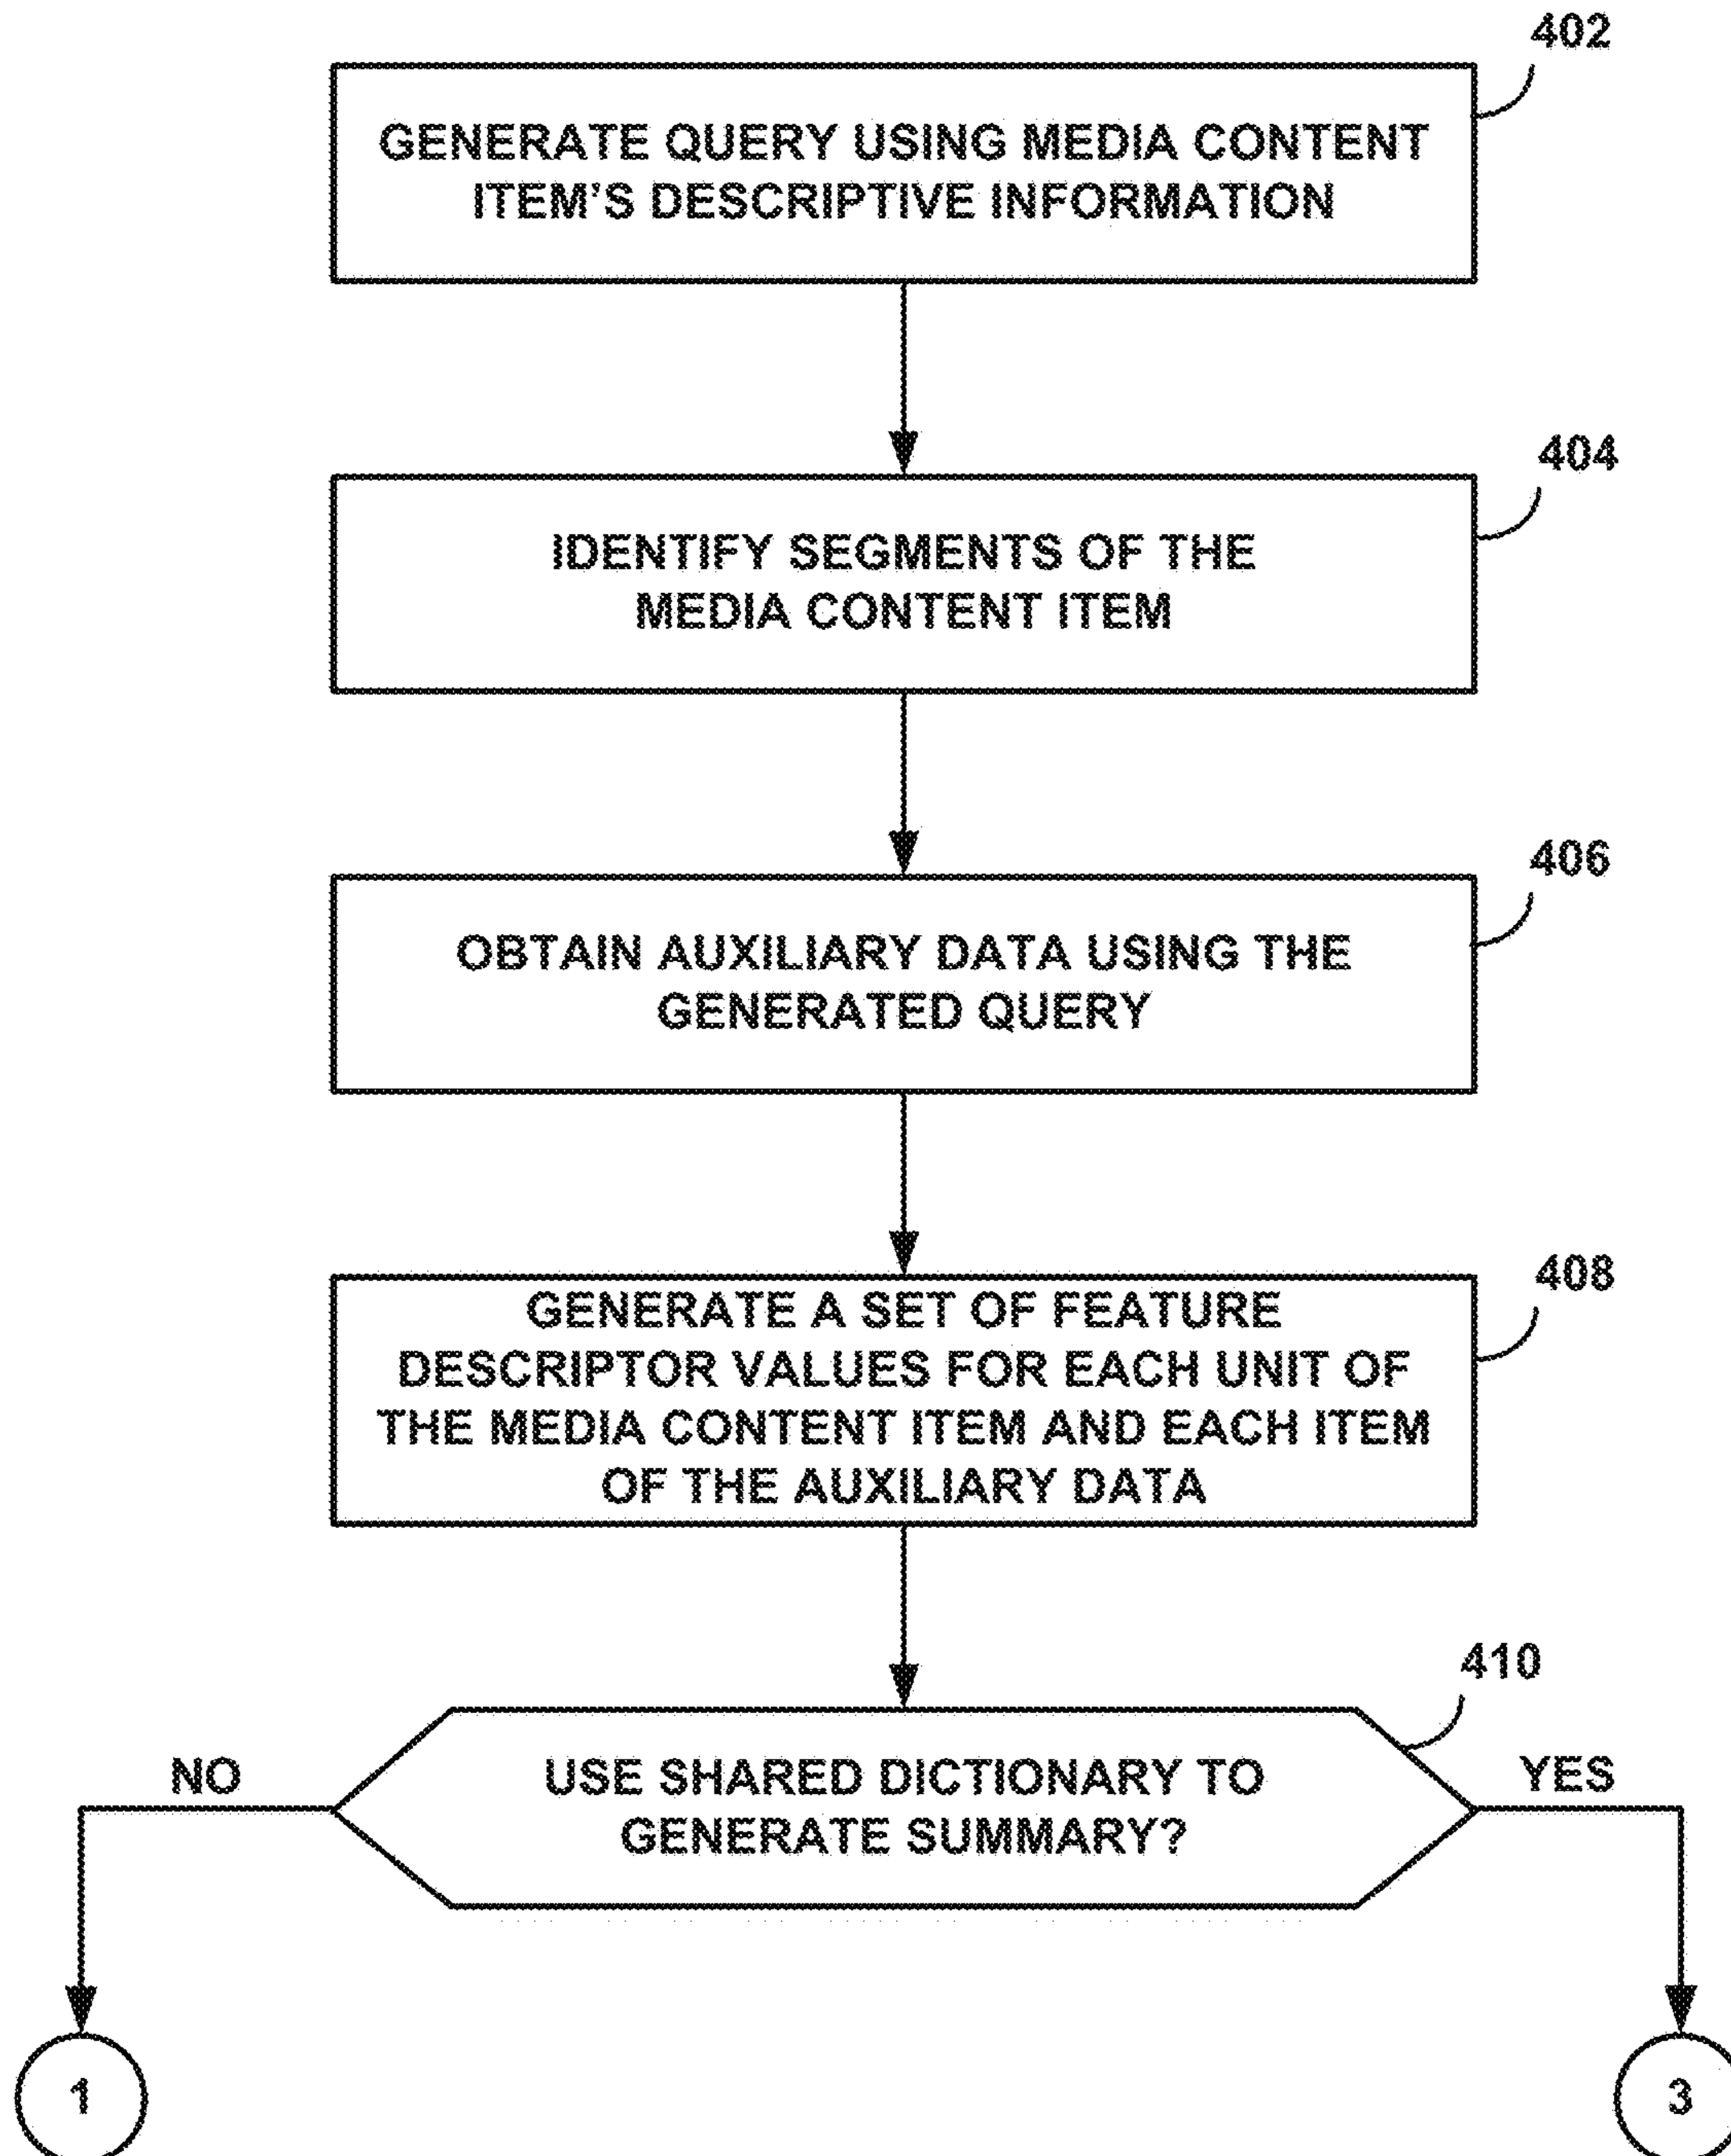 402
GENERATE QUERY USING MEDIA CONTENT
ITEM'S DESCRIPTIVE INFORMATION
404
IDENTIFY SEGMENTS OF THE
MEDIA CONTENT ITEM
406
OBTAIN AUXILIARY DATA USING THE
GENERATED QUERY
408
GENERATE A SET OF FEATURE
DESCRIPTOR VALUES FOR EACH UNIT OF
THE MEDIA CONTENT ITEM AND EACH ITEM
OF THE AUXILIARY DATA
410
NO
USE SHARED DICTIONARY TO
GENERATE SUMMARY?
YES
1
3